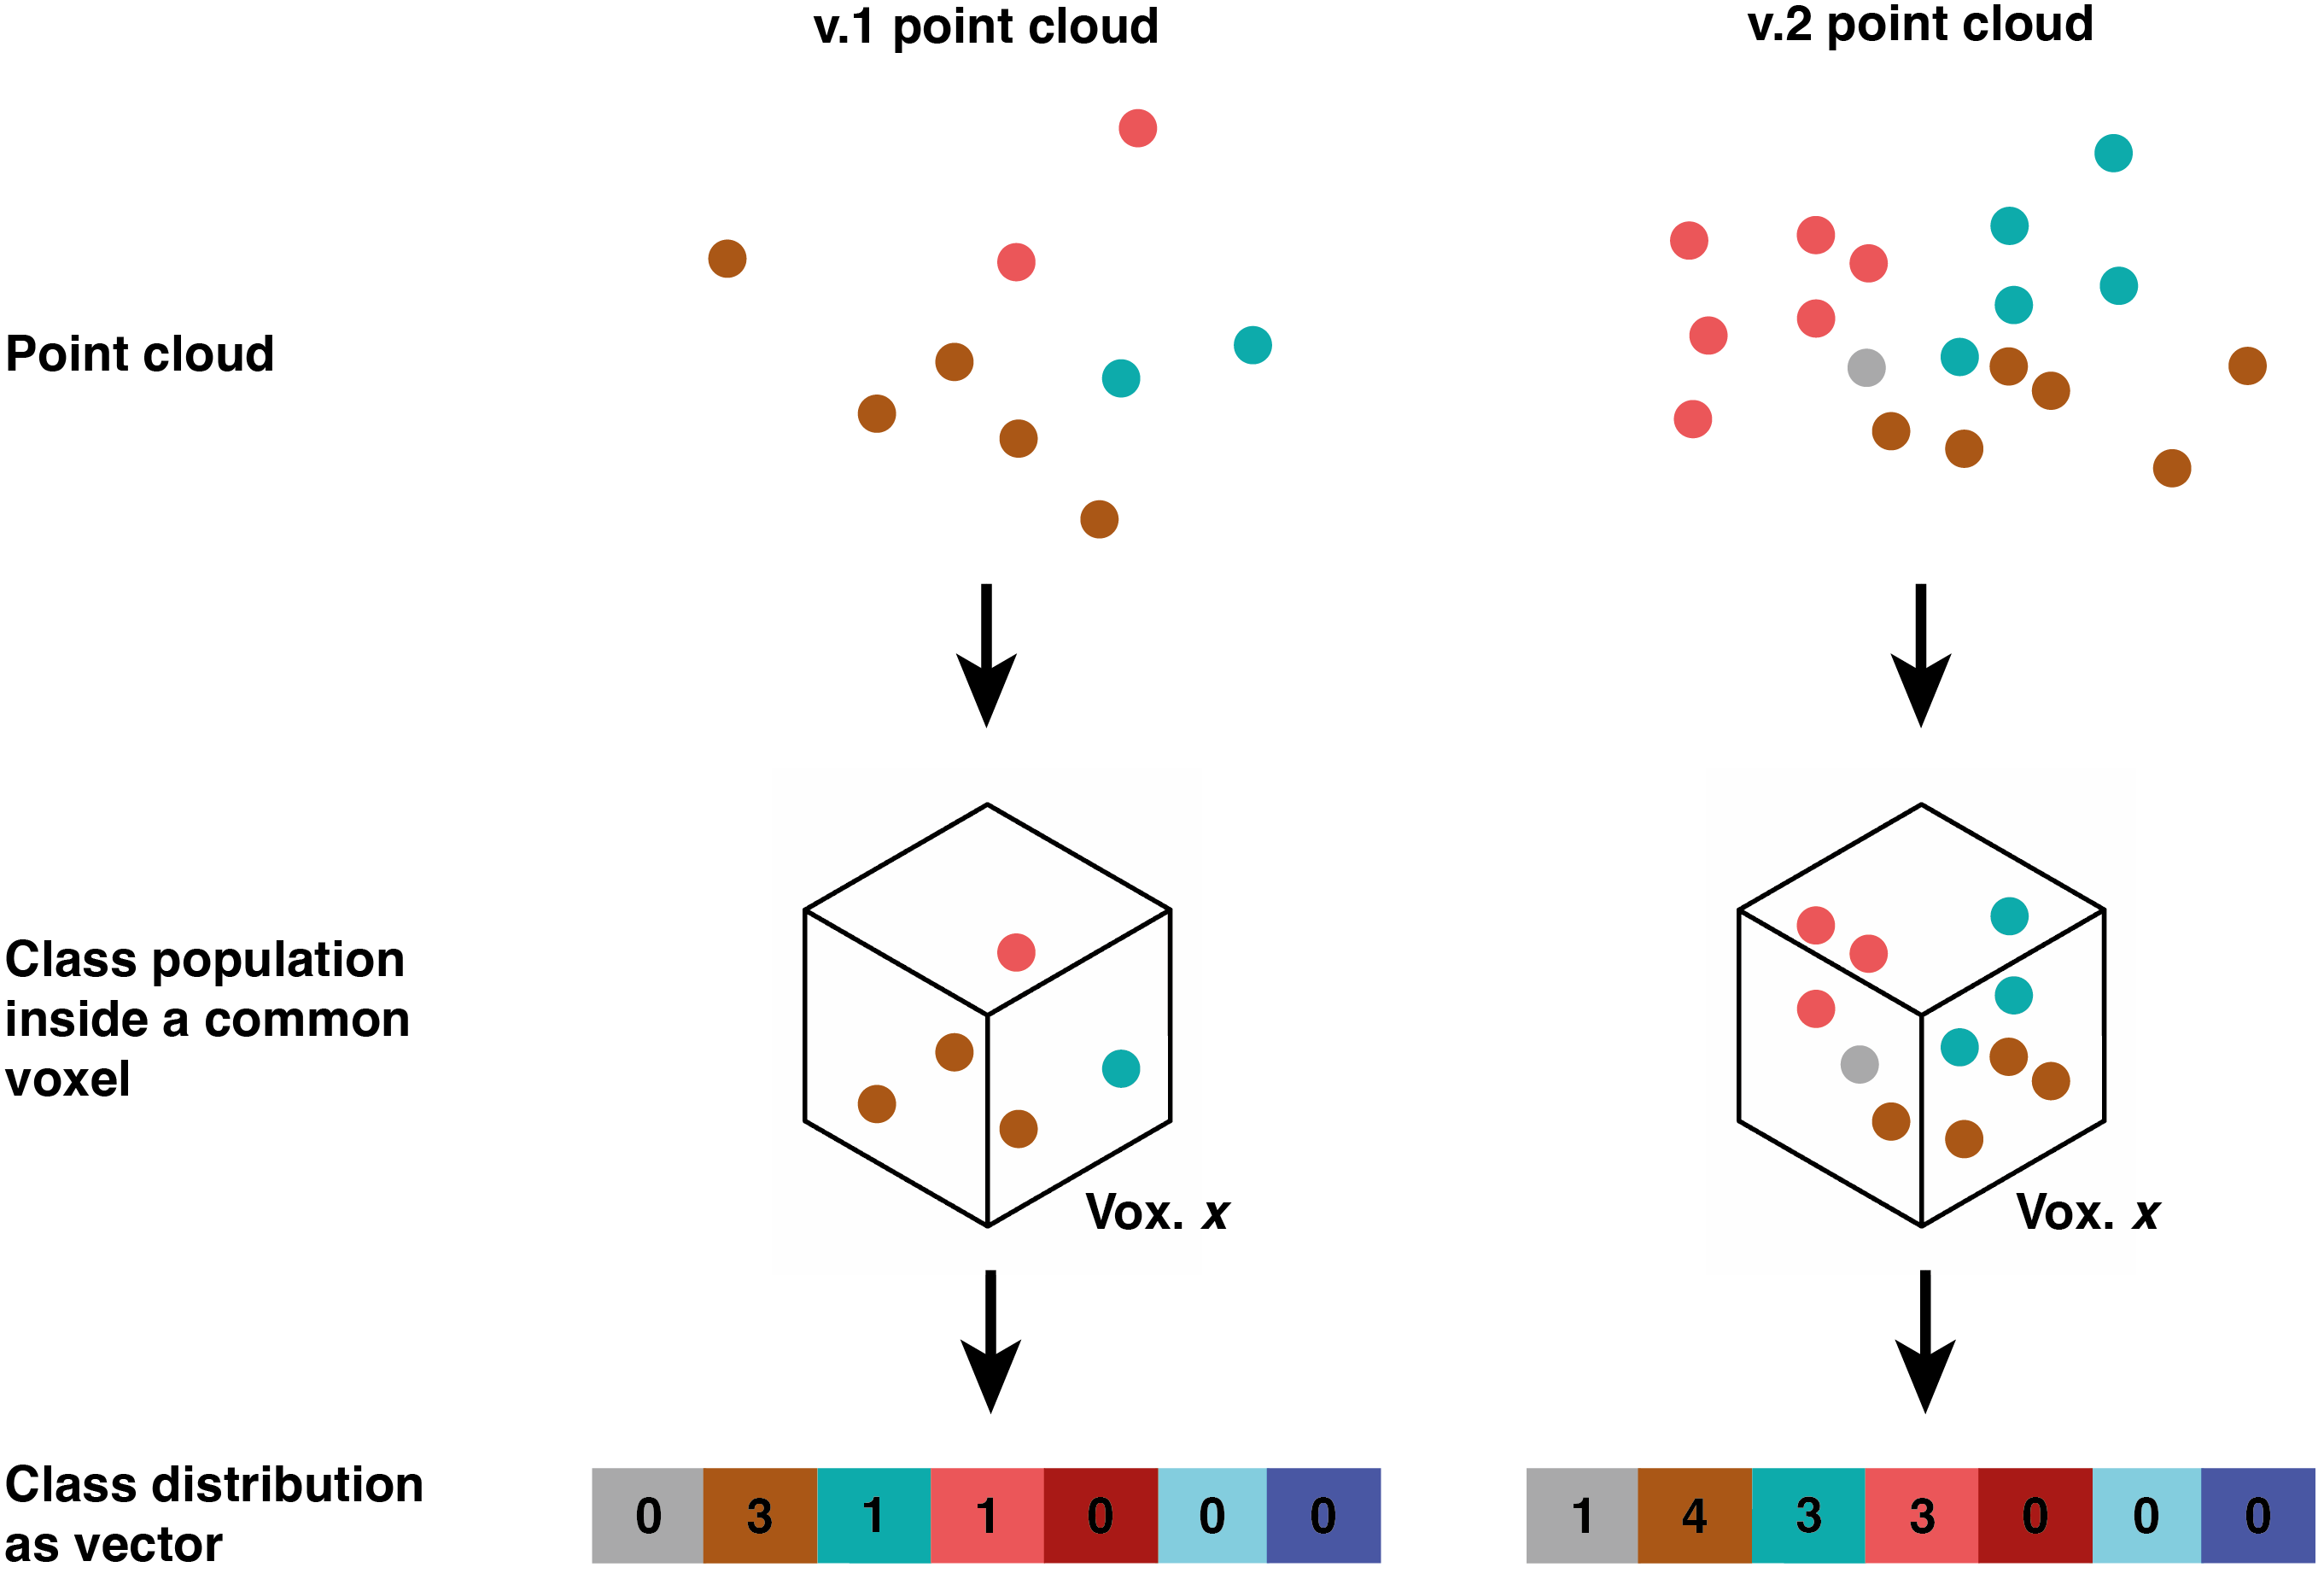 v.1 point cloud
v.2 point cloud
Point cloud
Class population
inside a common
voxel
Vox. x
Vox. x
Class distribution
as vector
0 3 1 1 0 0 0
1 4 3 3 0 0 0